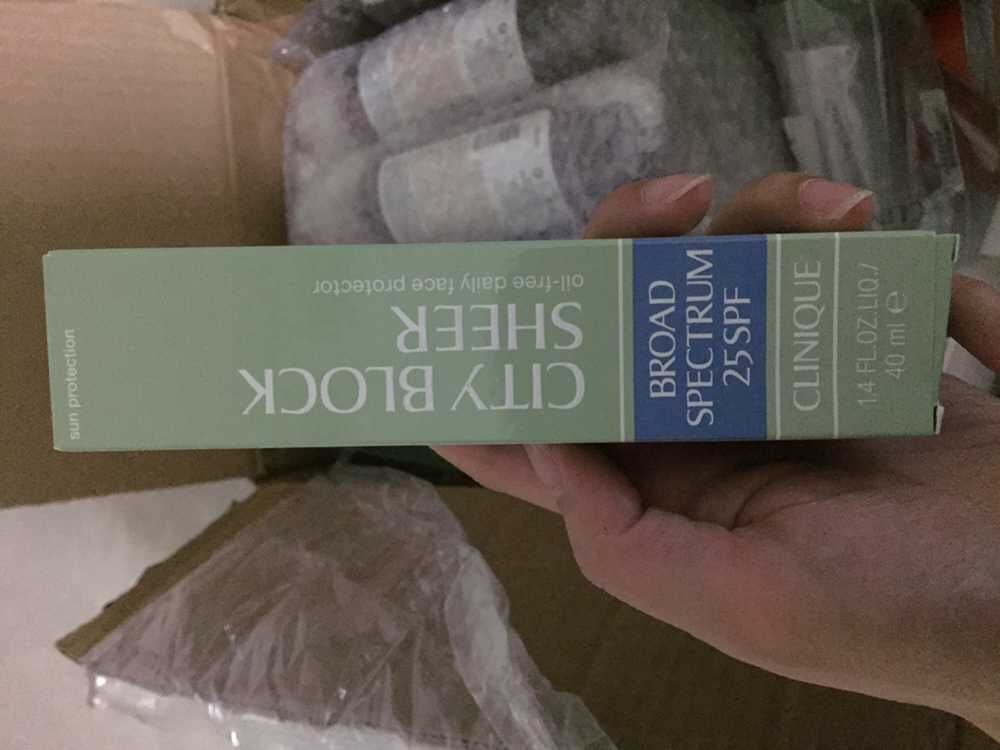 sun protection
CITY BLOCK
SHEER
oil-free daily face protector
BROAD
SPECTRUM
25 SPF
CLINIQUE
1.4 FL.OZ.LIQ./
40 ml e